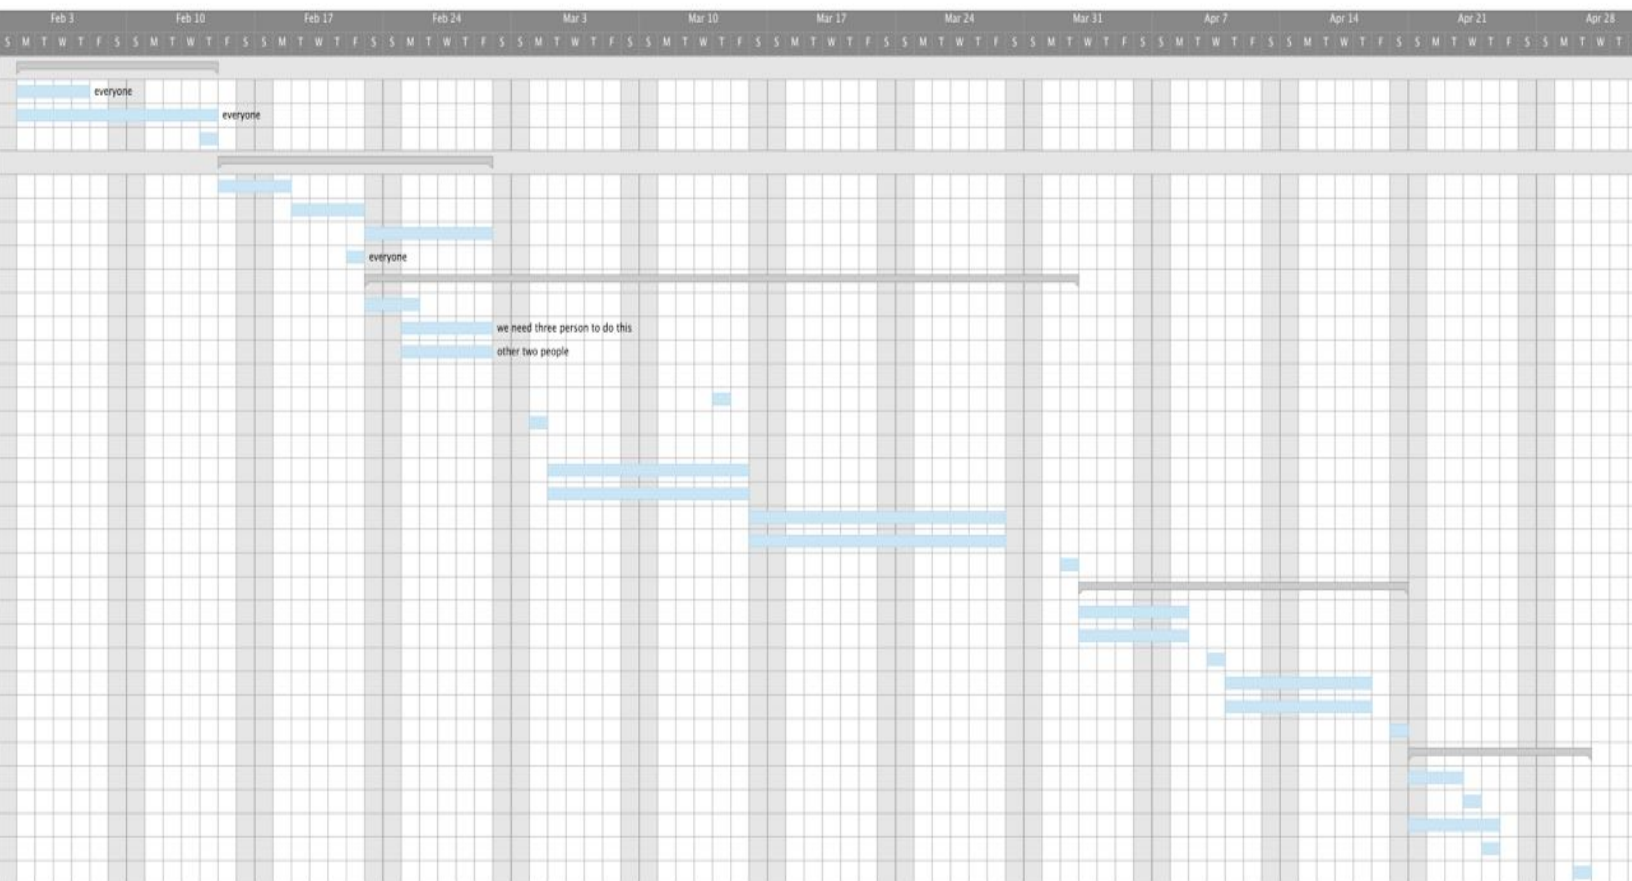 Feb 3 Feb 10 Feb 17 Feb 24 Mar 3 Mar 10 Mar 17 Mar 24 Mar 31 Apr 7 Apr 14 Apr 21 Apr 28
S M T W T F S S M T W T F S S M T W T F S S M T W T F S S M T W T F S S M T W T F S S M T W T F S S M T W T F S S M T W T F S S M T W T F S S M T W T F S S M T W T F S S M T W T
everyone
everyone
everyone
we need three person to do this
other two people